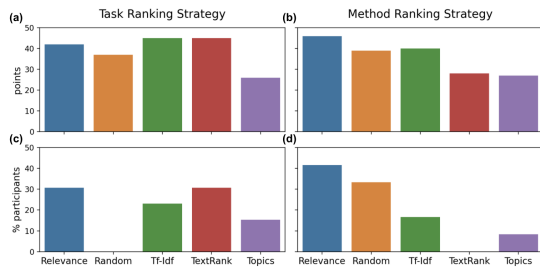 Task Ranking Strategy
Method Ranking Strategy
(a)
(b)
50
40
30
20
10
0
points
(c)
(d)
50
40
30
20
10
0
% participants
Relevance Random Tf-Idf TextRank Topics
Relevance Random Tf-Idf TextRank Topics